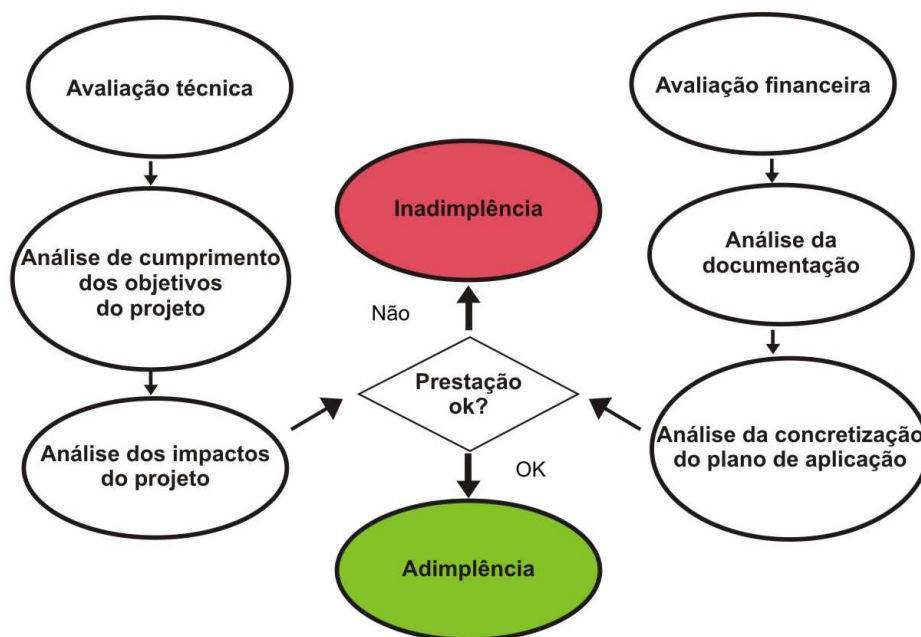 Avaliação técnica
Análise de cumprimento
dos objetivos
do projeto
Análise dos impactos
do projeto
Inadimplência
Não
Prestação
ok?
OK
Adimplência
Avaliação financeira
Análise da
documentação
Análise da concretização
do plano de aplicação